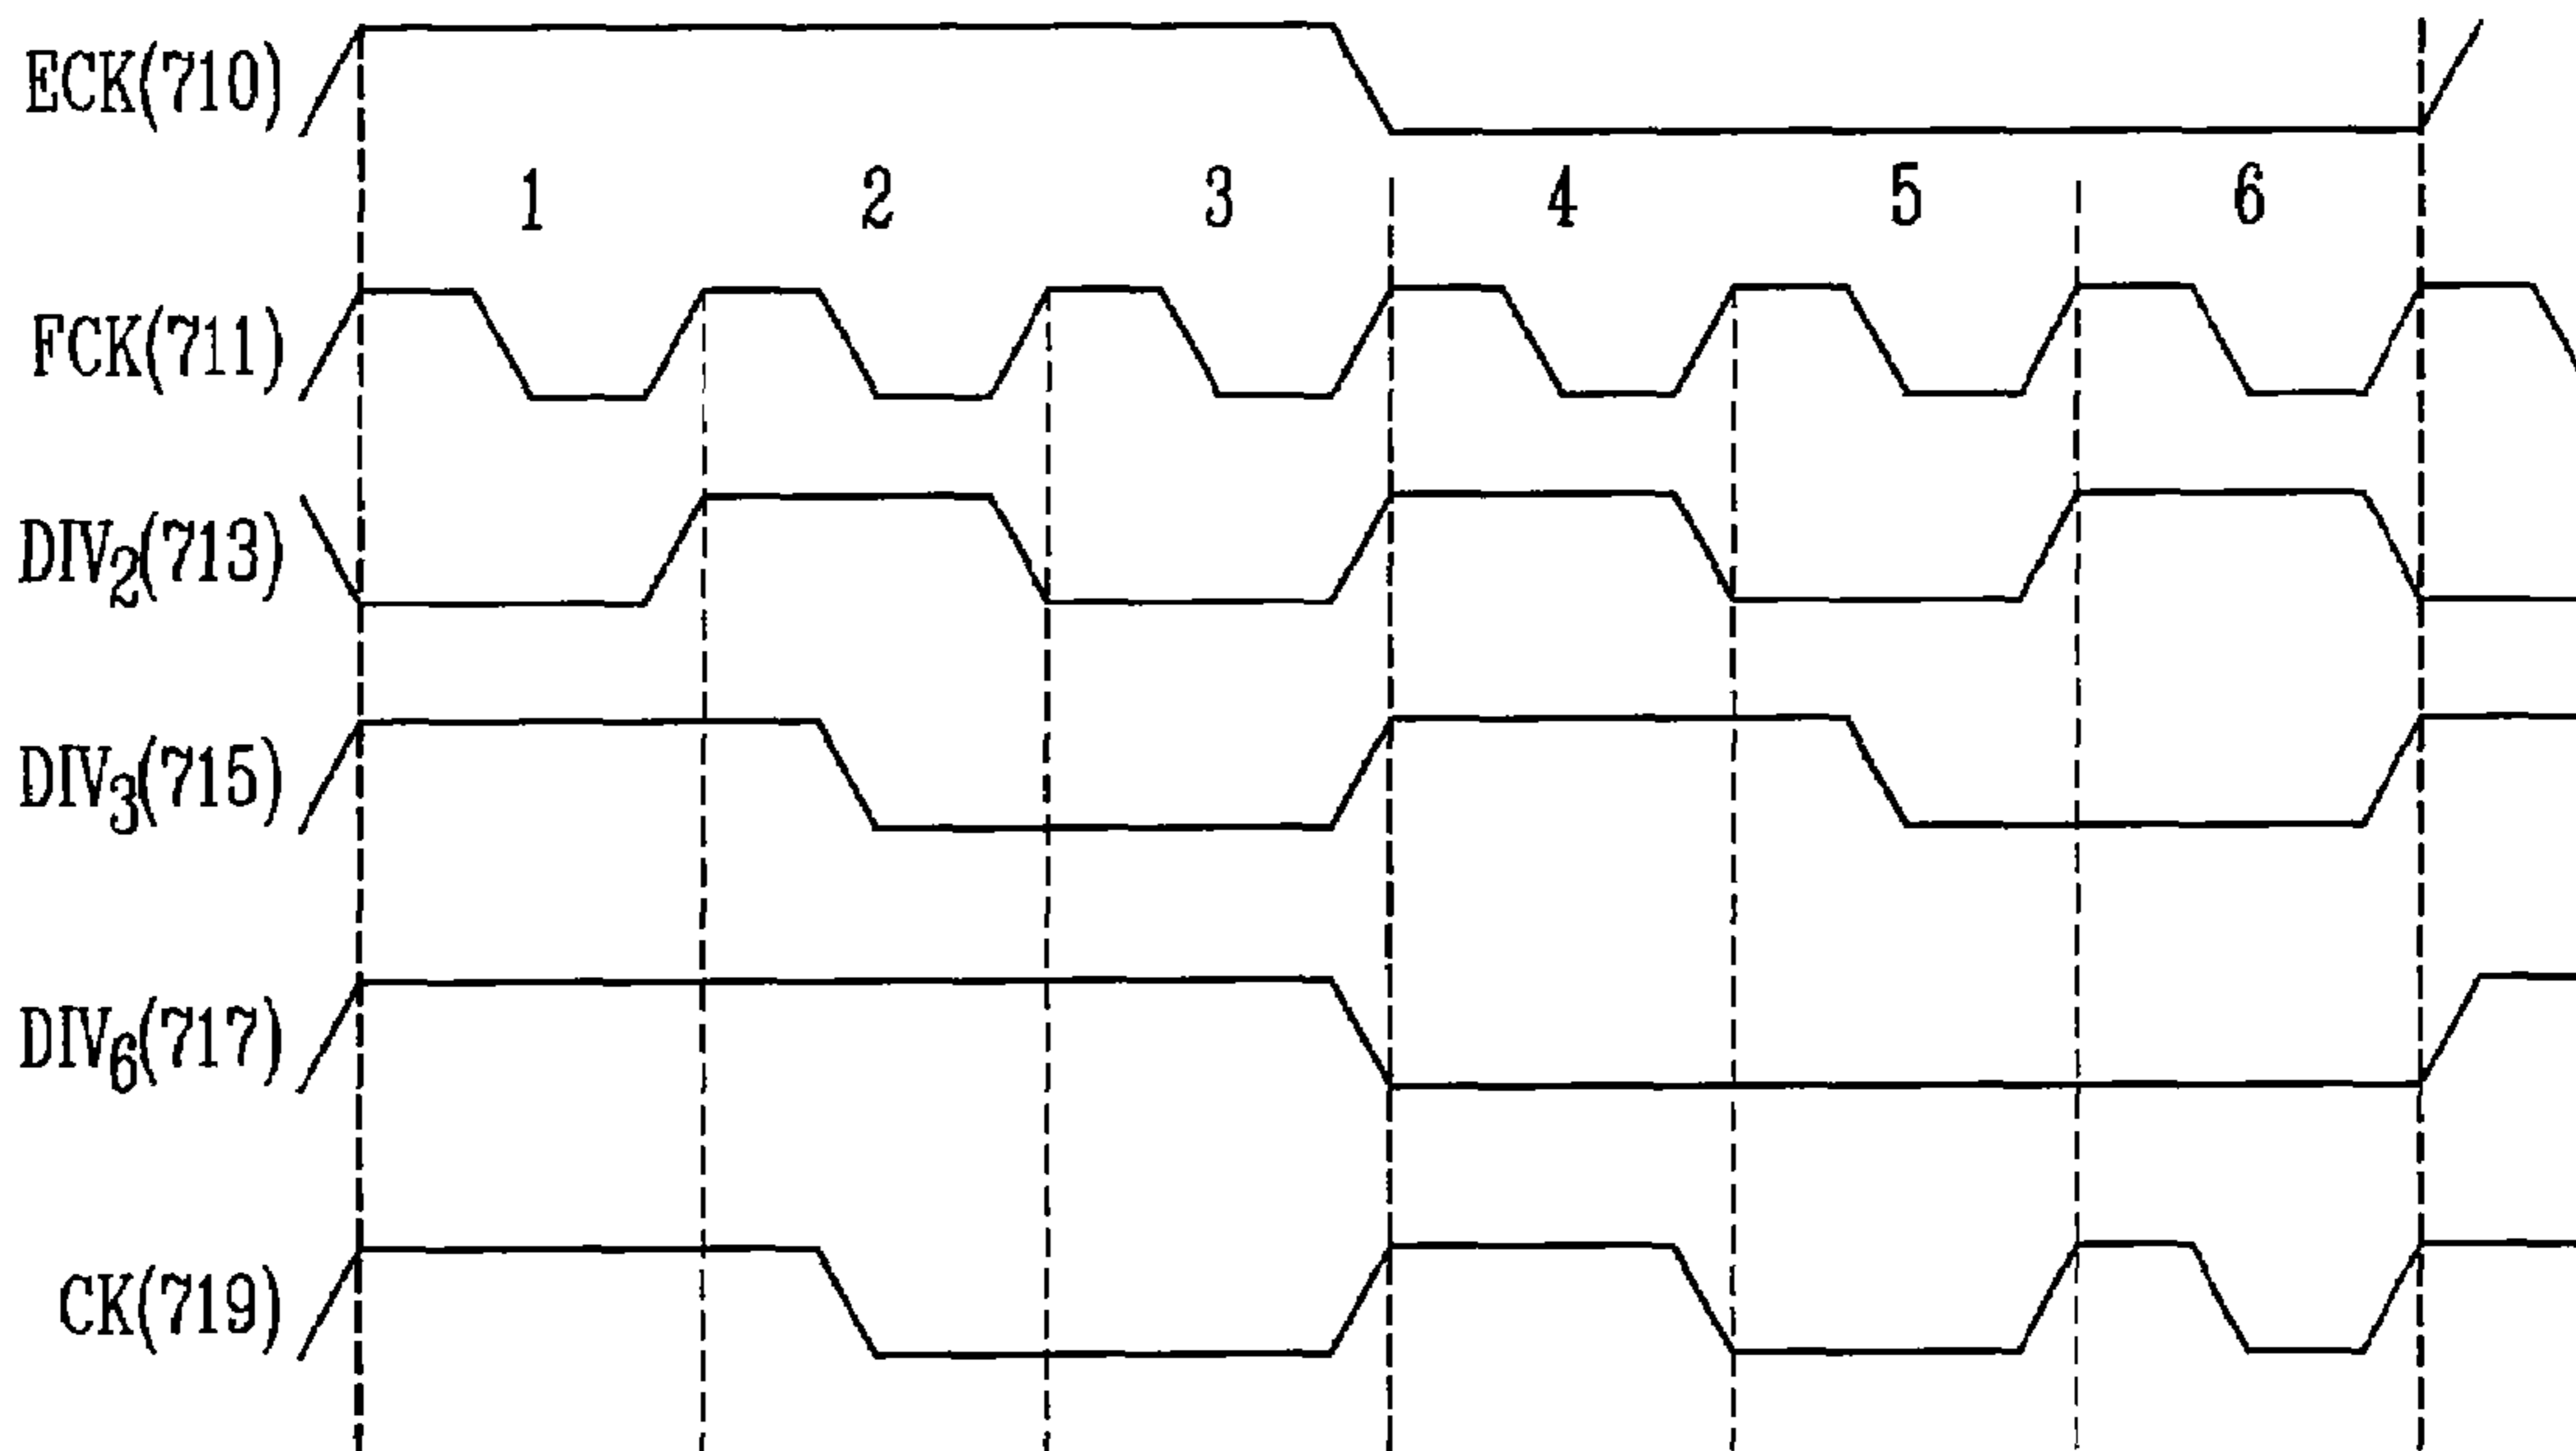 ECK(710)
1 2 3 4 5 6
FCK(711)
DIV2(713)
DIV3(715)
DIV6(717)
CK(719)